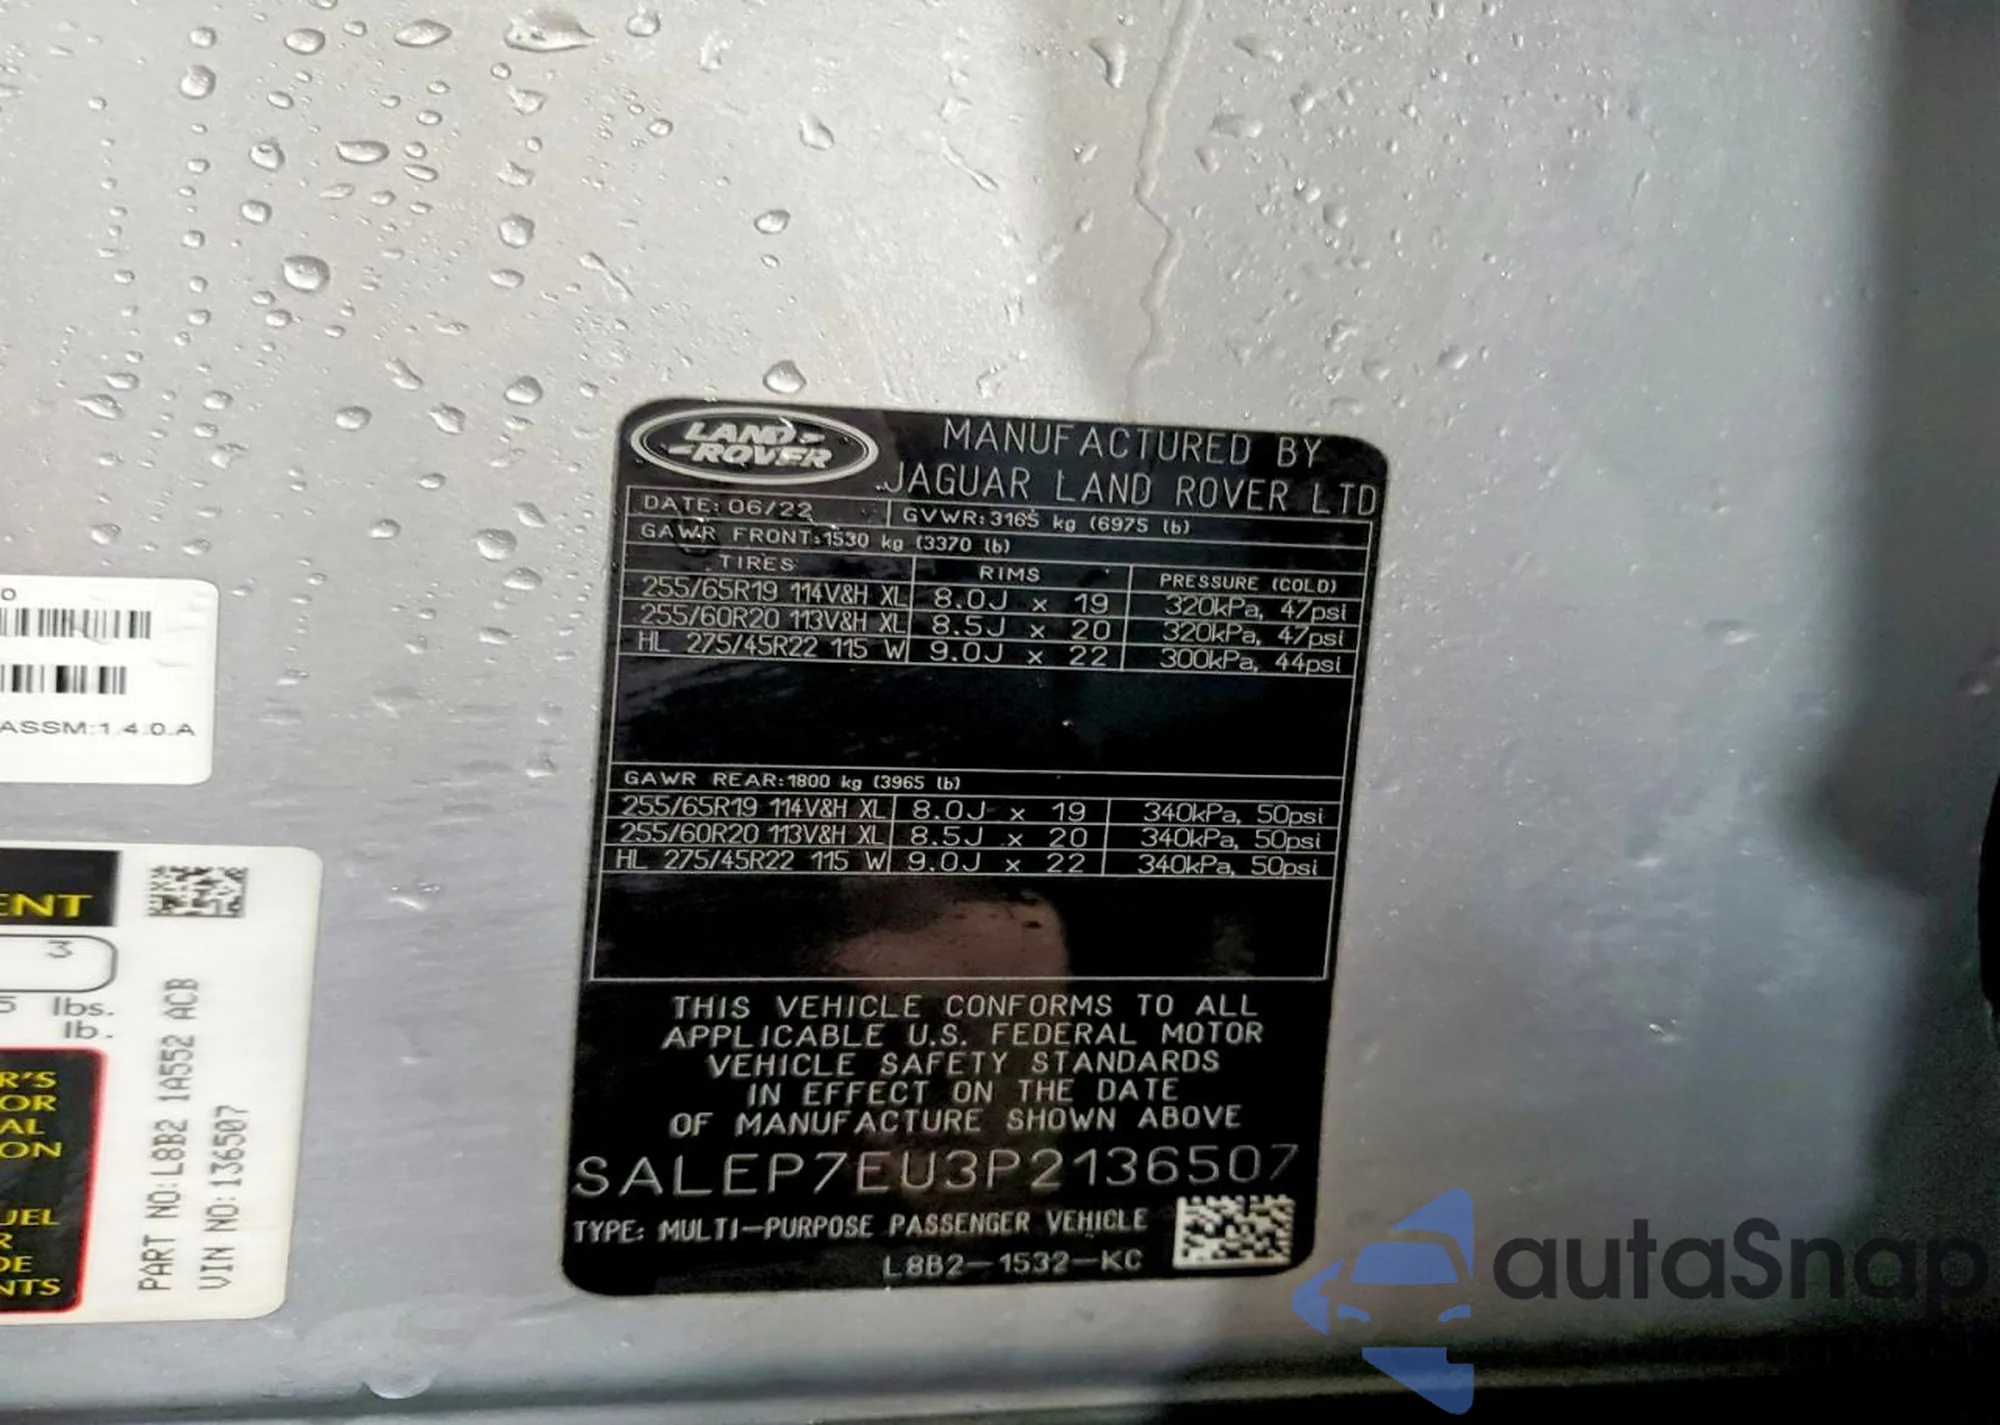 LAND
ROVER
MANUFACTURED BY
JAGUAR LAND ROVER LTD
DATE: 06/22 GVWR: 3165 kg (6975 lb)
GAWR FRONT: 1530 kg (3370 lb)
TIRES RIMS PRESSURE (COLD)
255/65R19 114V&H XL 8.0J x 19 320kPa, 47psi
255/60R20 113V&H XL 8.5J x 20 320kPa, 47psi
HL 275/45R22 115 W 9.0J x 22 300kPa, 44psi
GAWR REAR: 1800 kg (3965 lb)
255/65R19 114V&H XL 8.0J x 19 340kPa, 50psi
255/60R20 113V&H XL 8.5J x 20 340kPa, 50psi
HL 275/45R22 115 W 9.0J x 22 340kPa, 50psi
THIS VEHICLE CONFORMS TO ALL
APPLICABLE U.S. FEDERAL MOTOR
VEHICLE SAFETY STANDARDS
IN EFFECT ON THE DATE
OF MANUFACTURE SHOWN ABOVE
SALEP7EU3P2136507
TYPE: MULTI-PURPOSE PASSENGER VEHICLE
L8B2-1532-KC
0
ASSM:1.4.0.A
ENT
3
5 lbs.
lb.
R'S
OR
AL
ON
UEL
R
DE
NTS
PART NO: L8B2 1A552 ACB
VIN NO: 136507
autaSnap